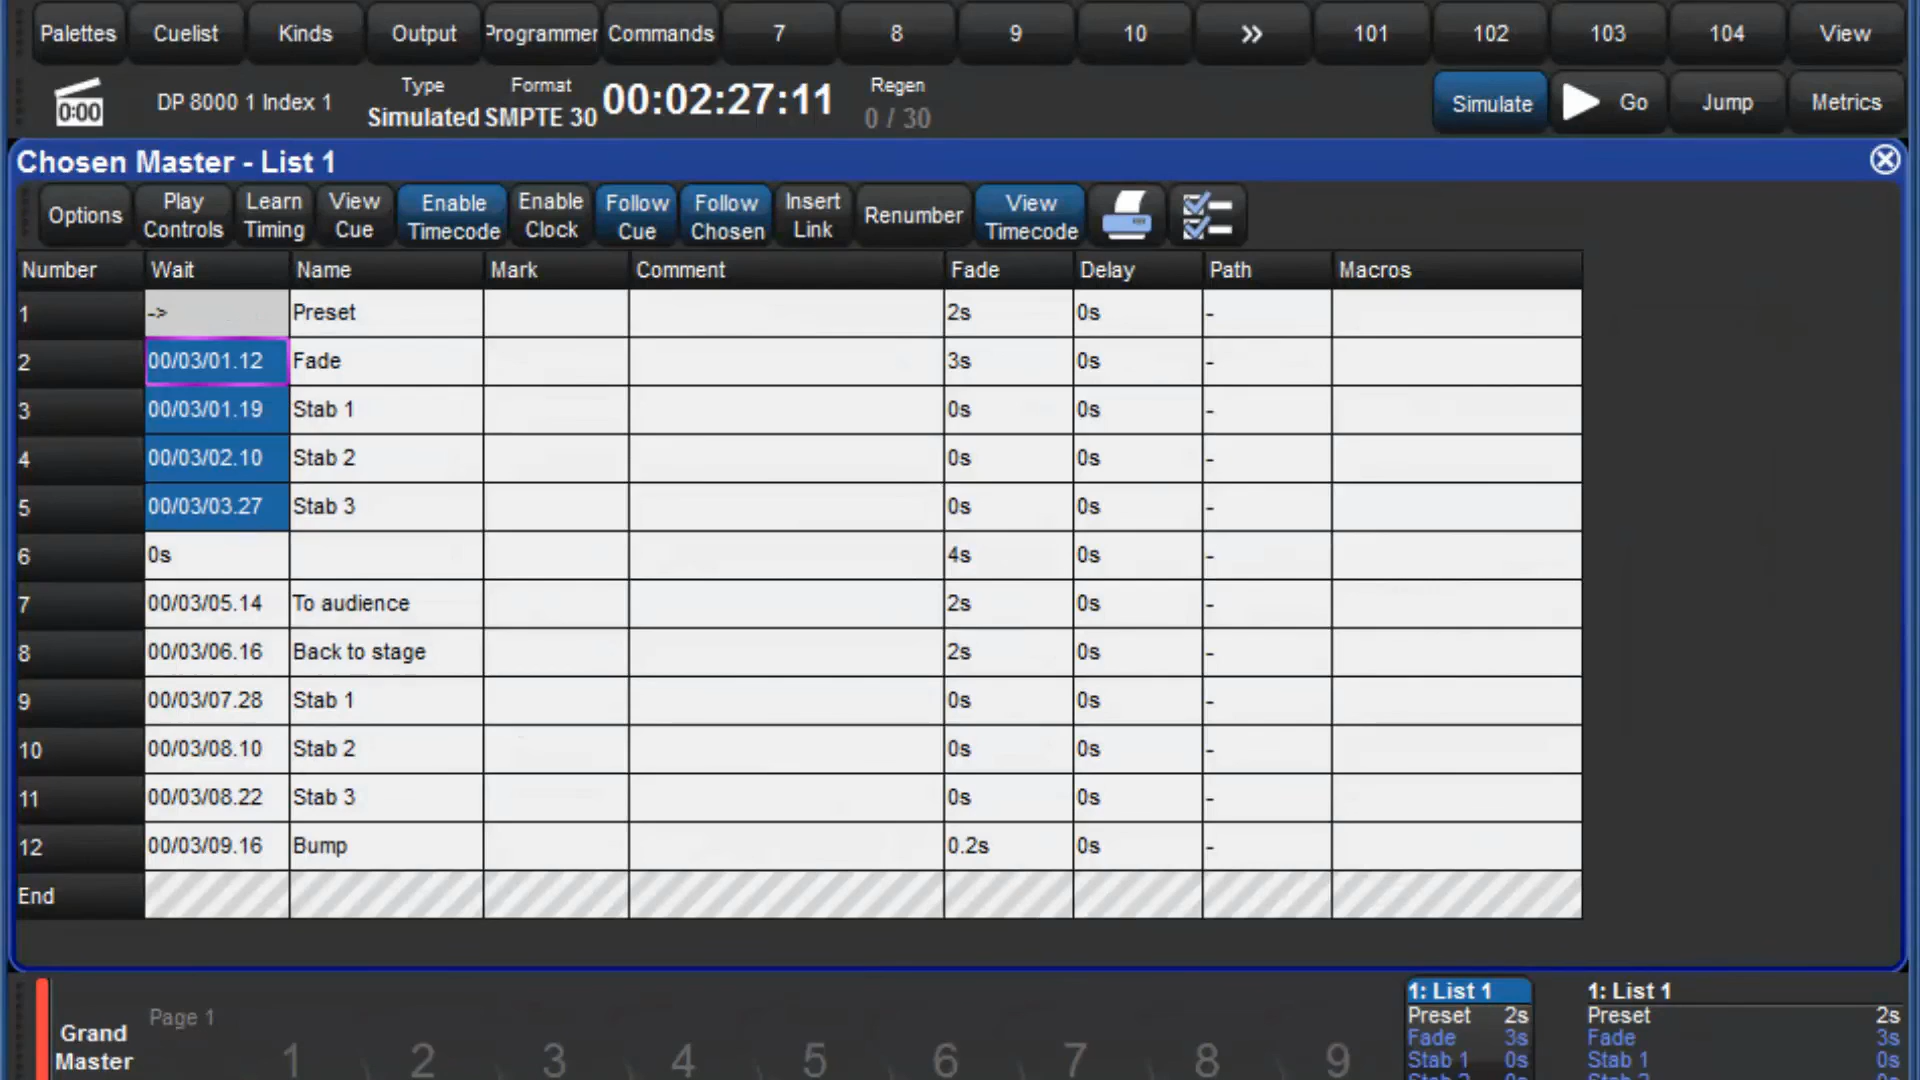 Palettes Cuelist Kinds Output Programmer Commands 7 8 9 10 » 101 102 103 104 View
0:00 DP 8000 1 Index 1 Type Simulated Format SMPTE 30 00:02:27:11 Regen 0 / 30 Simulate Go Jump Metrics
Chosen Master - List 1
Options Play Controls Learn Timing View Cue Enable Timecode Enable Clock Follow Cue Follow Chosen Insert Link Renumber View Timecode
Number Wait Name Mark Comment Fade Delay Path Macros
1 -> Preset 2s 0s -
2 00/03/01.12 Fade 3s 0s -
3 00/03/01.19 Stab 1 0s 0s -
4 00/03/02.10 Stab 2 0s 0s -
5 00/03/03.27 Stab 3 0s 0s -
6 0s 4s 0s -
7 00/03/05.14 To audience 2s 0s -
8 00/03/06.16 Back to stage 2s 0s -
9 00/03/07.28 Stab 1 0s 0s -
10 00/03/08.10 Stab 2 0s 0s -
11 00/03/08.22 Stab 3 0s 0s -
12 00/03/09.16 Bump 0.2s 0s -
End
Grand Master Page 1 1 2 3 4 5 6 7 8 9
1: List 1
Preset 2s
Fade 3s
Stab 1 0s
1: List 1
Preset 2s
Fade 3s
Stab 1 0s